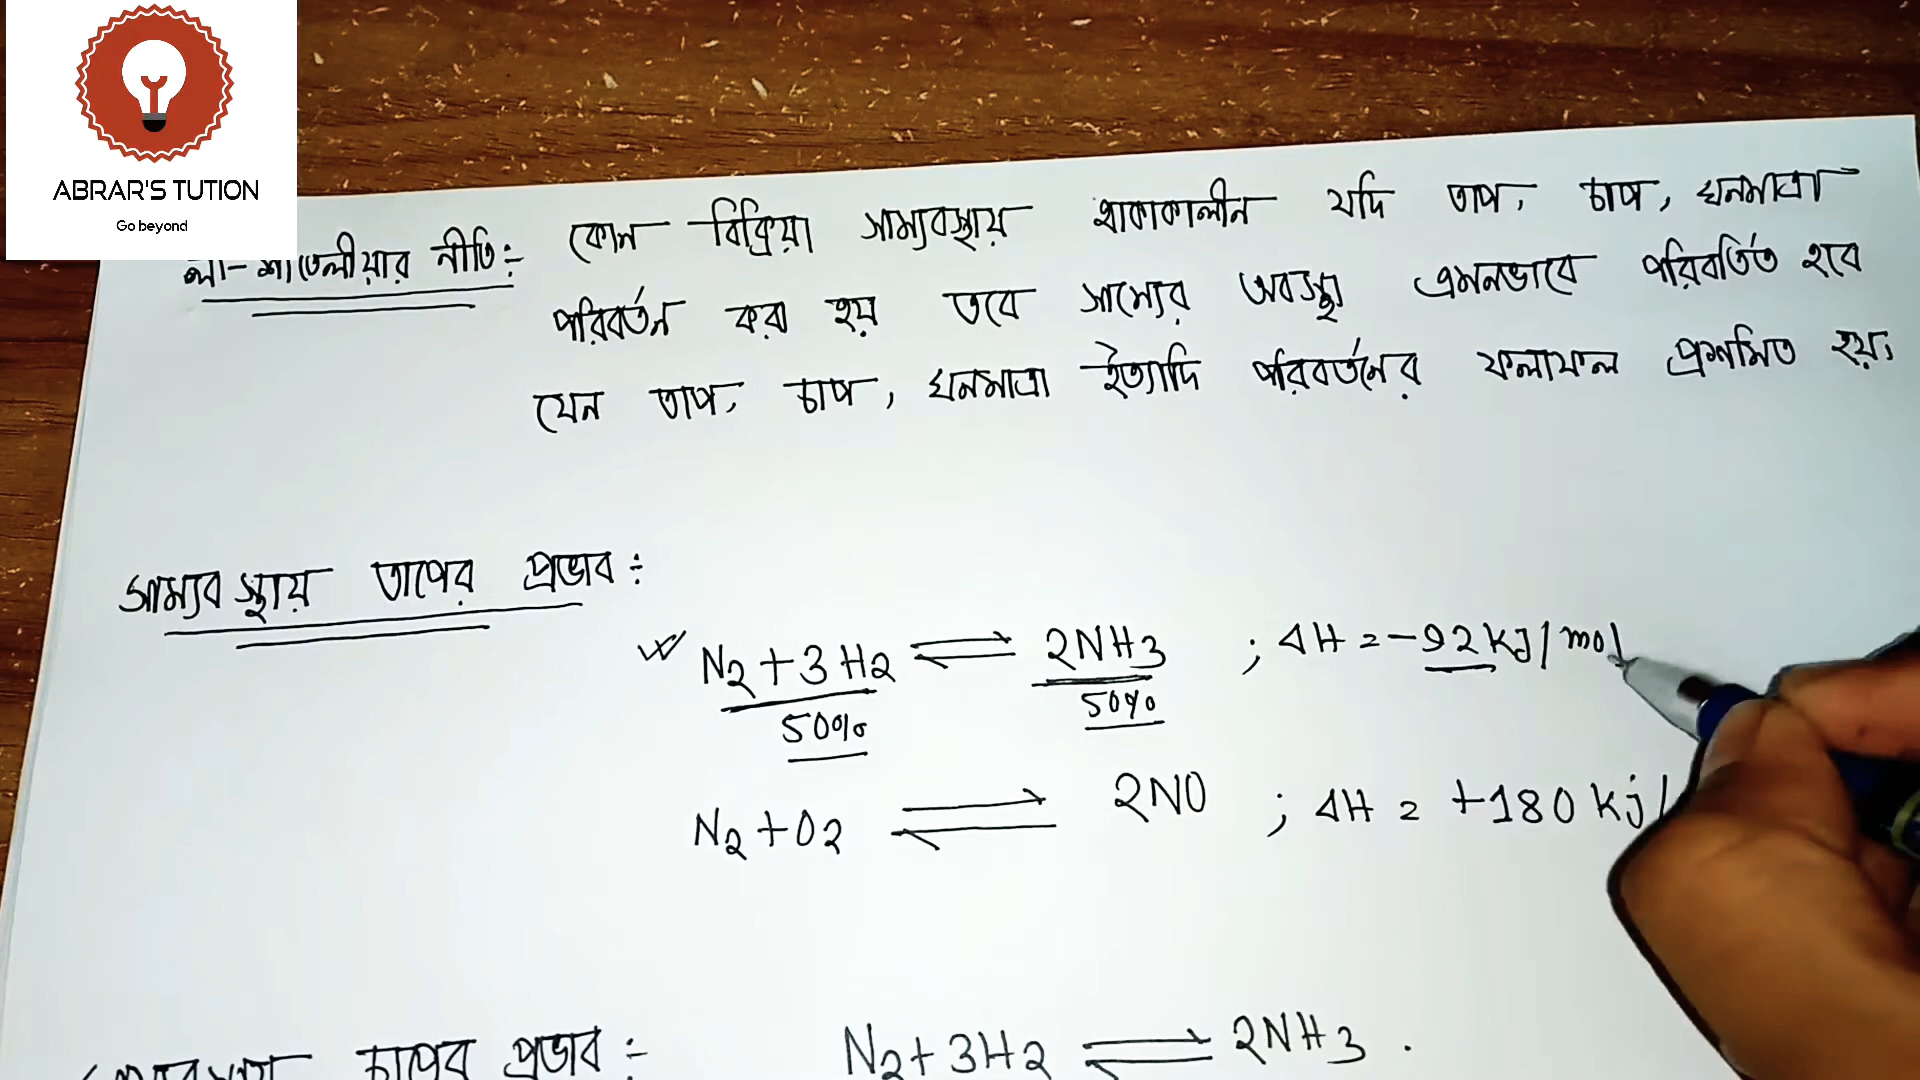 ABRAR'S TUTION
Go beyond
লা-শাতেলীয়ার নীতি:- কোন বিক্রিয়া সাম্যবস্থায় থাকাকালীন যদি তাপ, চাপ, ঘনমাত্রা
পরিবর্তন করা হয় তবে সাম্যের অবস্থা এমনভাবে পরিবর্তিত হবে
যেন তাপ, চাপ, ঘনমাত্রা ইত্যাদি পরিবর্তনের ফলাফল প্রশমিত হয়।
সাম্যবস্থায় তাপের প্রভাব ÷
N2 + 3H2 ⇌ 2NH3 ; ΔH = -92 kJ/mol
50% 50%
N2 + O2 ⇌ 2NO ; ΔH = +180 kj/
চাপের প্রভাব ÷ N2 + 3H2 ⇌ 2NH3 .